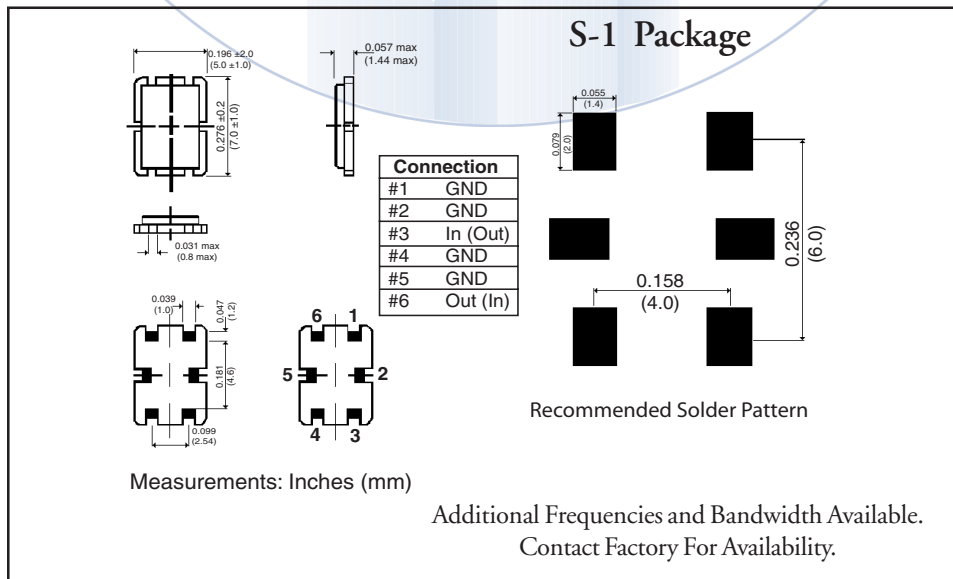 S-1 Package
0.196 ±2.0
(5.0 ±1.0)
0.276 ±0.2
(7.0 ±1.0)
0.057 max
(1.44 max)
0.055
(1.4)
0.079
(2.0)
Connection
#1 GND
#2 GND
#3 In (Out)
#4 GND
#5 GND
#6 Out (In)
0.031 max
(0.8 max)
0.236
(6.0)
0.158
(4.0)
0.039
(1.0)
0.047
(1.2)
0.181
(4.6)
0.099
(2.54)
6 1
5 2
4 3
Recommended Solder Pattern
Measurements: Inches (mm)
Additional Frequencies and Bandwidth Available.
Contact Factory For Availability.